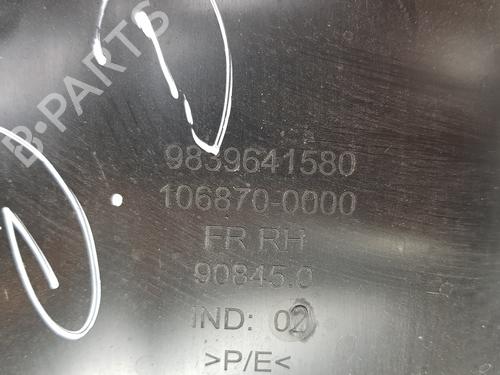 B-PARTS
9839641580
106870-0000
FR RH
90845.0
IND: 02
>P/E<